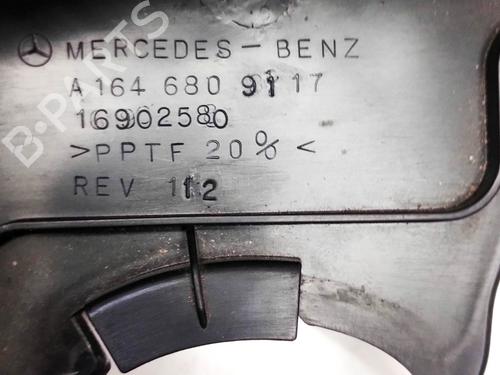 MERCEDES-BENZ
A164 680 9117
16902580
>PPTF 20%<
REV 112
B-PARTS